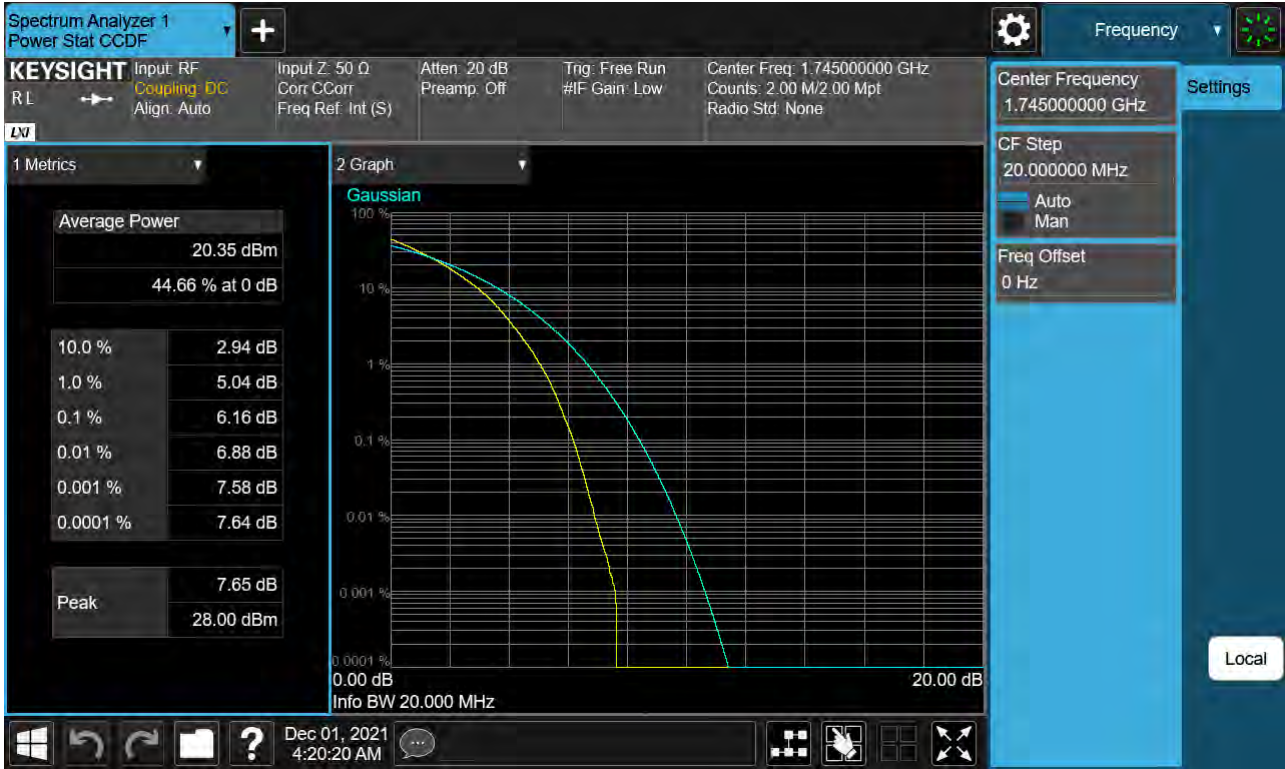 Spectrum Analyzer 1
Power Stat CCDF
+
Frequency
KEYSIGHT
R L
LXI
Input: RF
Coupling: DC
Align: Auto
Input Z: 50 Ω
Corr CCorr
Freq Ref: Int (S)
Atten: 20 dB
Preamp: Off
Trig: Free Run
#IF Gain: Low
Center Freq: 1.745000000 GHz
Counts: 2.00 M/2.00 Mpt
Radio Std: None
Center Frequency
1.745000000 GHz
Settings
CF Step
20.000000 MHz
Auto
Man
Freq Offset
0 Hz
Local
1 Metrics
Average Power
20.35 dBm
44.66 % at 0 dB
10.0 % 2.94 dB
1.0 % 5.04 dB
0.1 % 6.16 dB
0.01 % 6.88 dB
0.001 % 7.58 dB
0.0001 % 7.64 dB
Peak
7.65 dB
28.00 dBm
2 Graph
Gaussian
100 %
10 %
1 %
0.1 %
0.01 %
0.001 %
0.0001 %
0.00 dB 20.00 dB
Info BW 20.000 MHz
?
Dec 01, 2021
4:20:20 AM